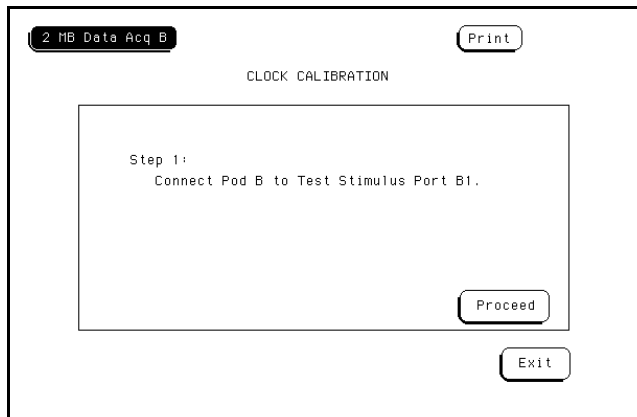 2 MB Data Acq B
Print
CLOCK CALIBRATION
Step 1:
Connect Pod B to Test Stimulus Port B1.
Proceed
Exit